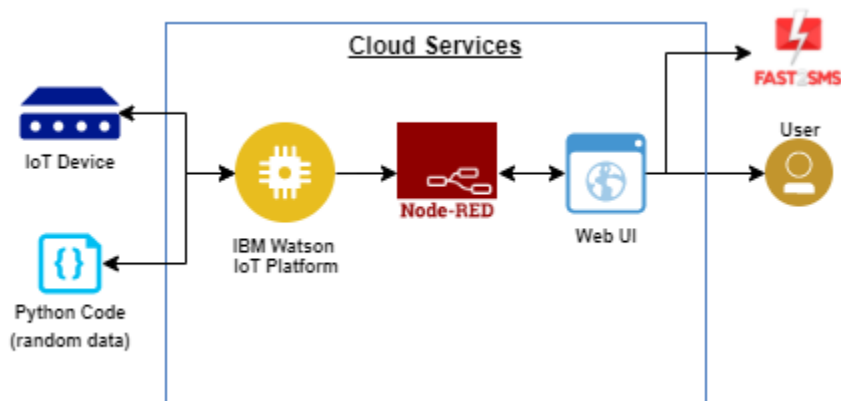 Cloud Services
FAST2SMS
IoT Device
User
Node-RED
Web UI
IBM Watson
IoT Platform
Python Code
(random data)